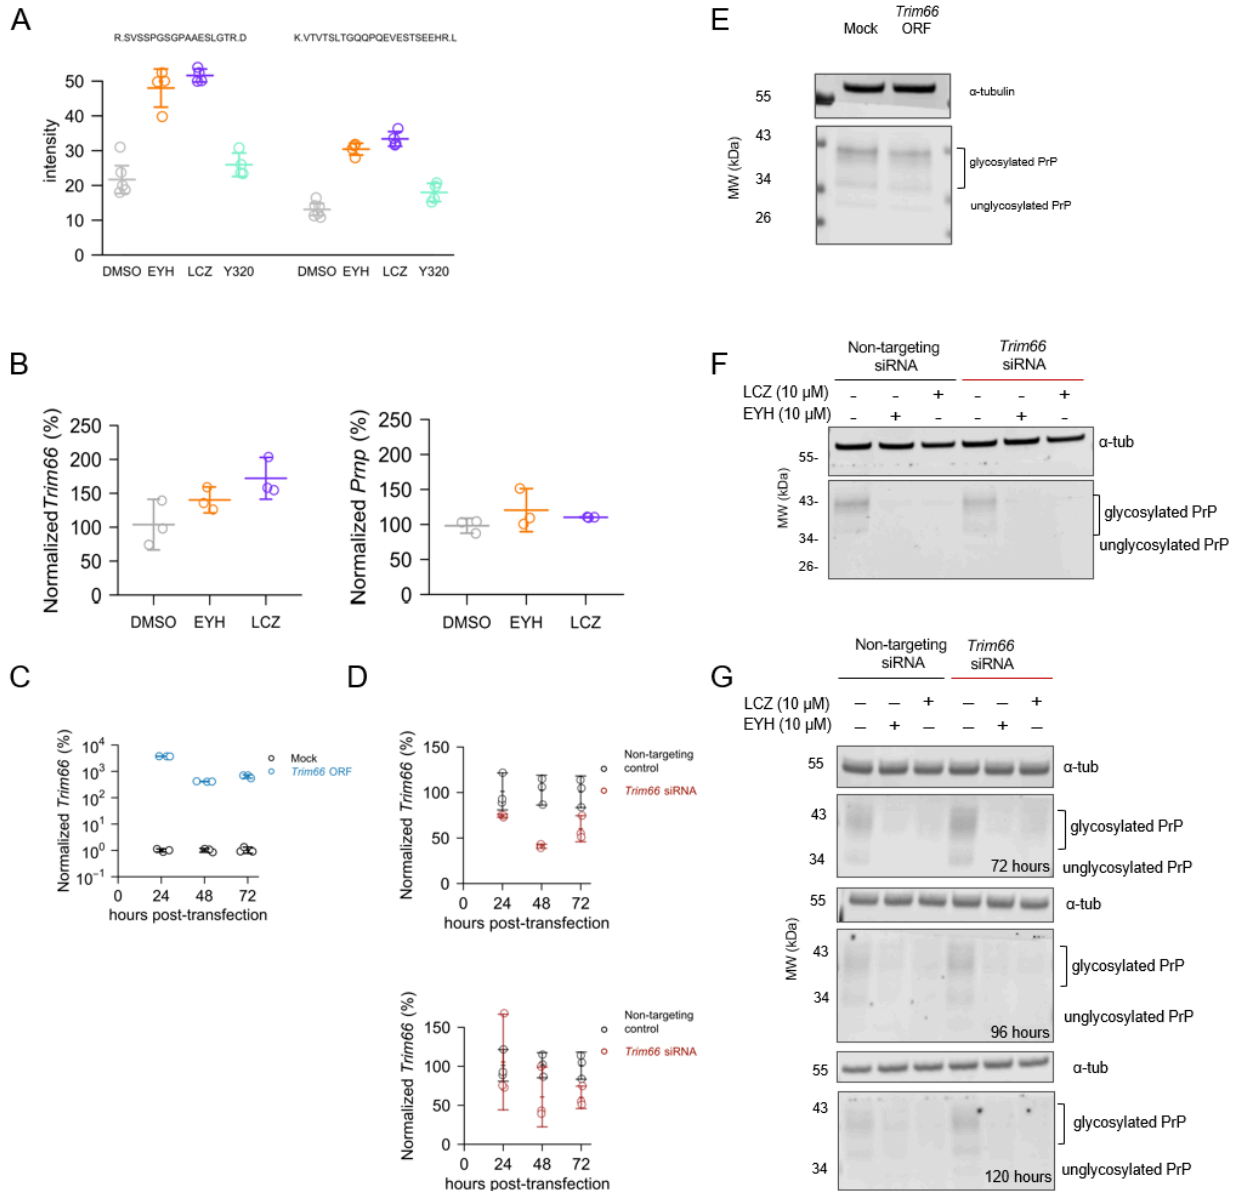 A
R.SVSSPGSGPAAESLGTR.D
K.VTVTSLTGQQPQEVESTSEEHR.L
intensity
50
40
30
20
10
0
DMSO EYH LCZ Y320
DMSO EYH LCZ Y320
B
Normalized Trim66 (%)
250
200
150
100
50
0
DMSO EYH LCZ
Normalized Prnp (%)
250
200
150
100
50
0
DMSO EYH LCZ
C
Normalized Trim66 (%)
10⁴
10³
10²
10¹
10⁰
10⁻¹
0 24 48 72
hours post-transfection
Mock
Trim66 ORF
D
Normalized Trim66 (%)
150
100
50
0
0 24 48 72
hours post-transfection
Non-targeting
control
Trim66 siRNA
Normalized Trim66 (%)
150
100
50
0
0 24 48 72
hours post-transfection
Non-targeting
control
Trim66 siRNA
E
Mock
Trim66
ORF
MW (kDa)
55
43
34
26
α-tubulin
glycosylated PrP
unglycosylated PrP
F
Non-targeting
siRNA
Trim66
siRNA
LCZ (10 µM) - - + - - +
EYH (10 µM) - + - - + -
MW (kDa)
55-
43-
34-
26-
α-tub
glycosylated PrP
unglycosylated PrP
G
Non-targeting
siRNA
Trim66
siRNA
LCZ (10 µM) – – + – – +
EYH (10 µM) – + – – + –
MW (kDa)
55
α-tub
43
glycosylated PrP
34
72 hours
unglycosylated PrP
55
α-tub
43
glycosylated PrP
34
96 hours
unglycosylated PrP
55
α-tub
43
glycosylated PrP
34
120 hours
unglycosylated PrP